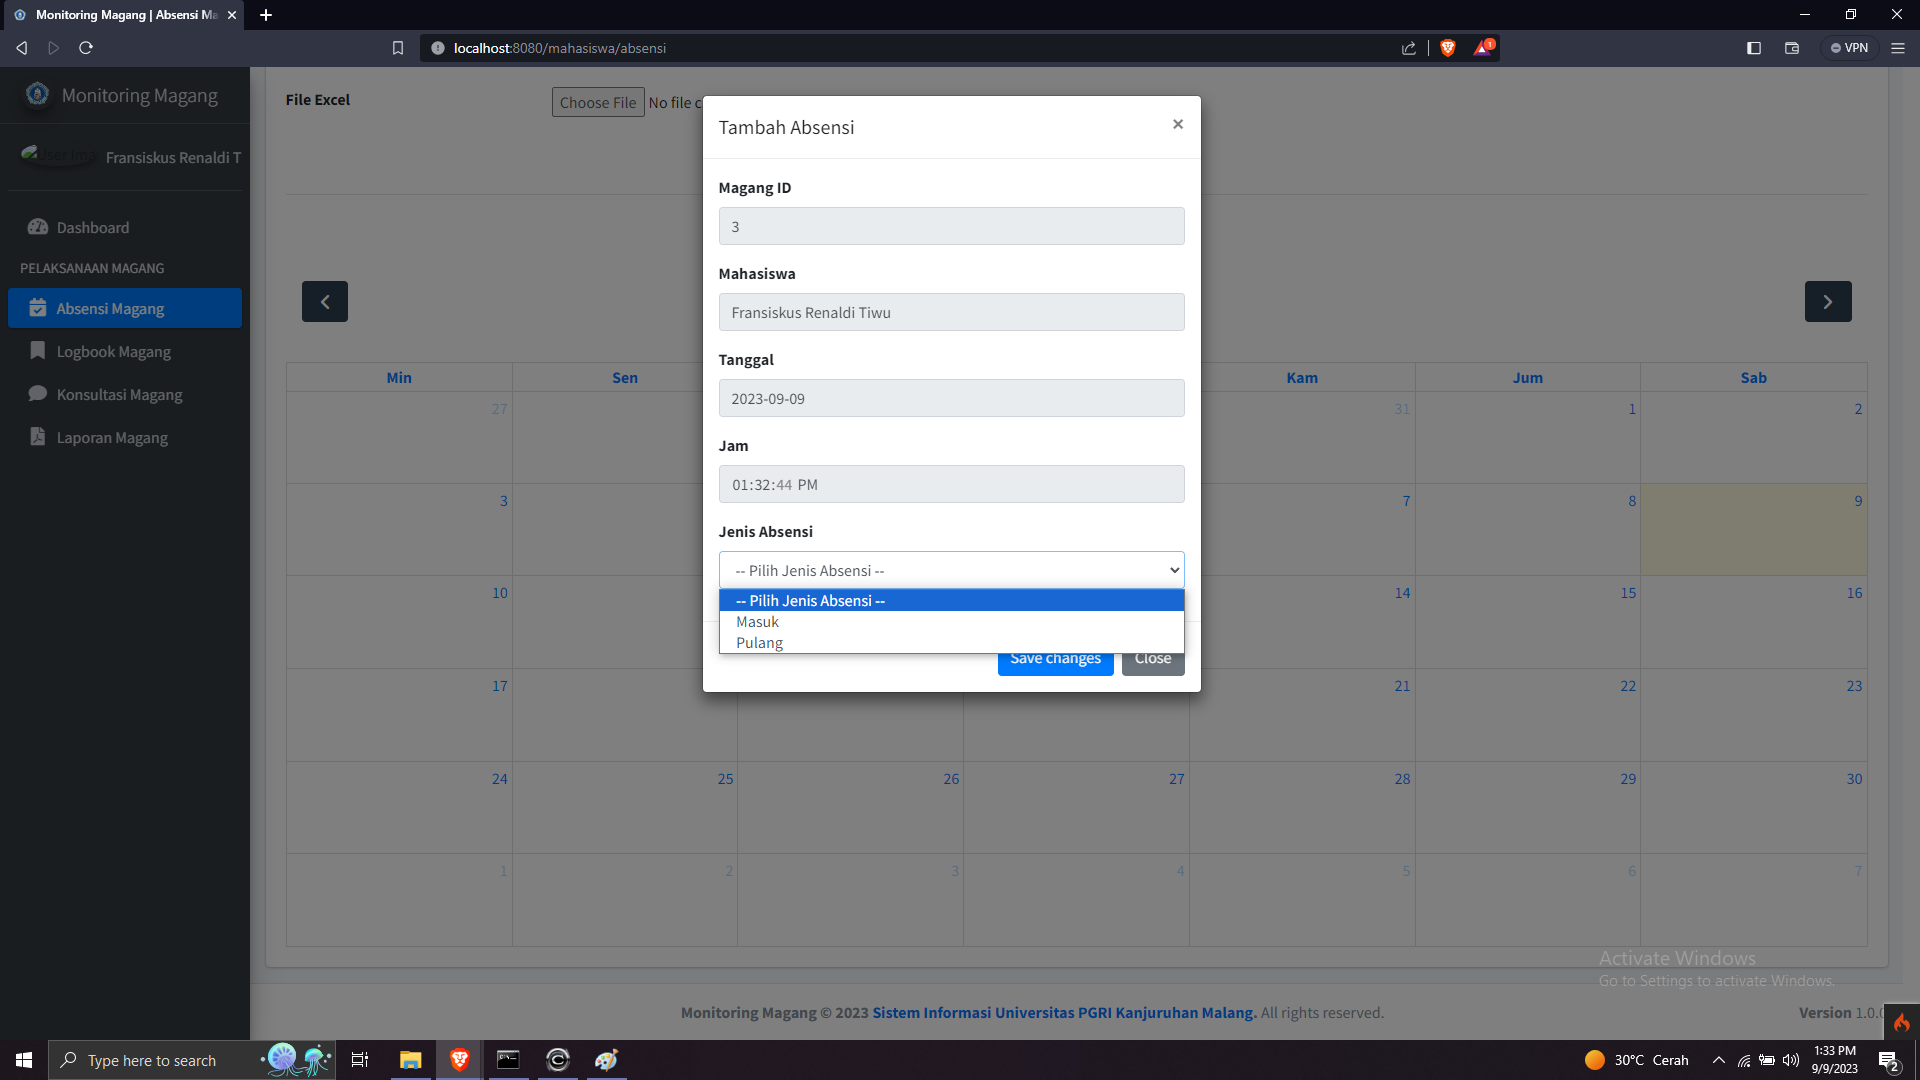 Monitoring Magang | Absensi Ma
localhost:8080/mahasiswa/absensi
1
VPN
Monitoring Magang
User Ima
Fransiskus Renaldi T
Dashboard
PELAKSANAAN MAGANG
Absensi Magang
Logbook Magang
Konsultasi Magang
Laporan Magang
File Excel
Choose File No file c
Tambah Absensi
×
Magang ID
3
Mahasiswa
Fransiskus Renaldi Tiwu
Tanggal
2023-09-09
Jam
01:32:44 PM
Jenis Absensi
-- Pilih Jenis Absensi --
-- Pilih Jenis Absensi --
Masuk
Pulang
Save changes Close
Min Sen Kam Jum Sab
27 31 1 2
3 7 8 9
10 14 15 16
17 21 22 23
24 25 26 27 28 29 30
1 2 3 4 5 6 7
Activate Windows
Go to Settings to activate Windows.
Monitoring Magang © 2023 Sistem Informasi Universitas PGRI Kanjuruhan Malang. All rights reserved.
Version 1.0.
Type here to search
30°C Cerah
1:33 PM
9/9/2023
2